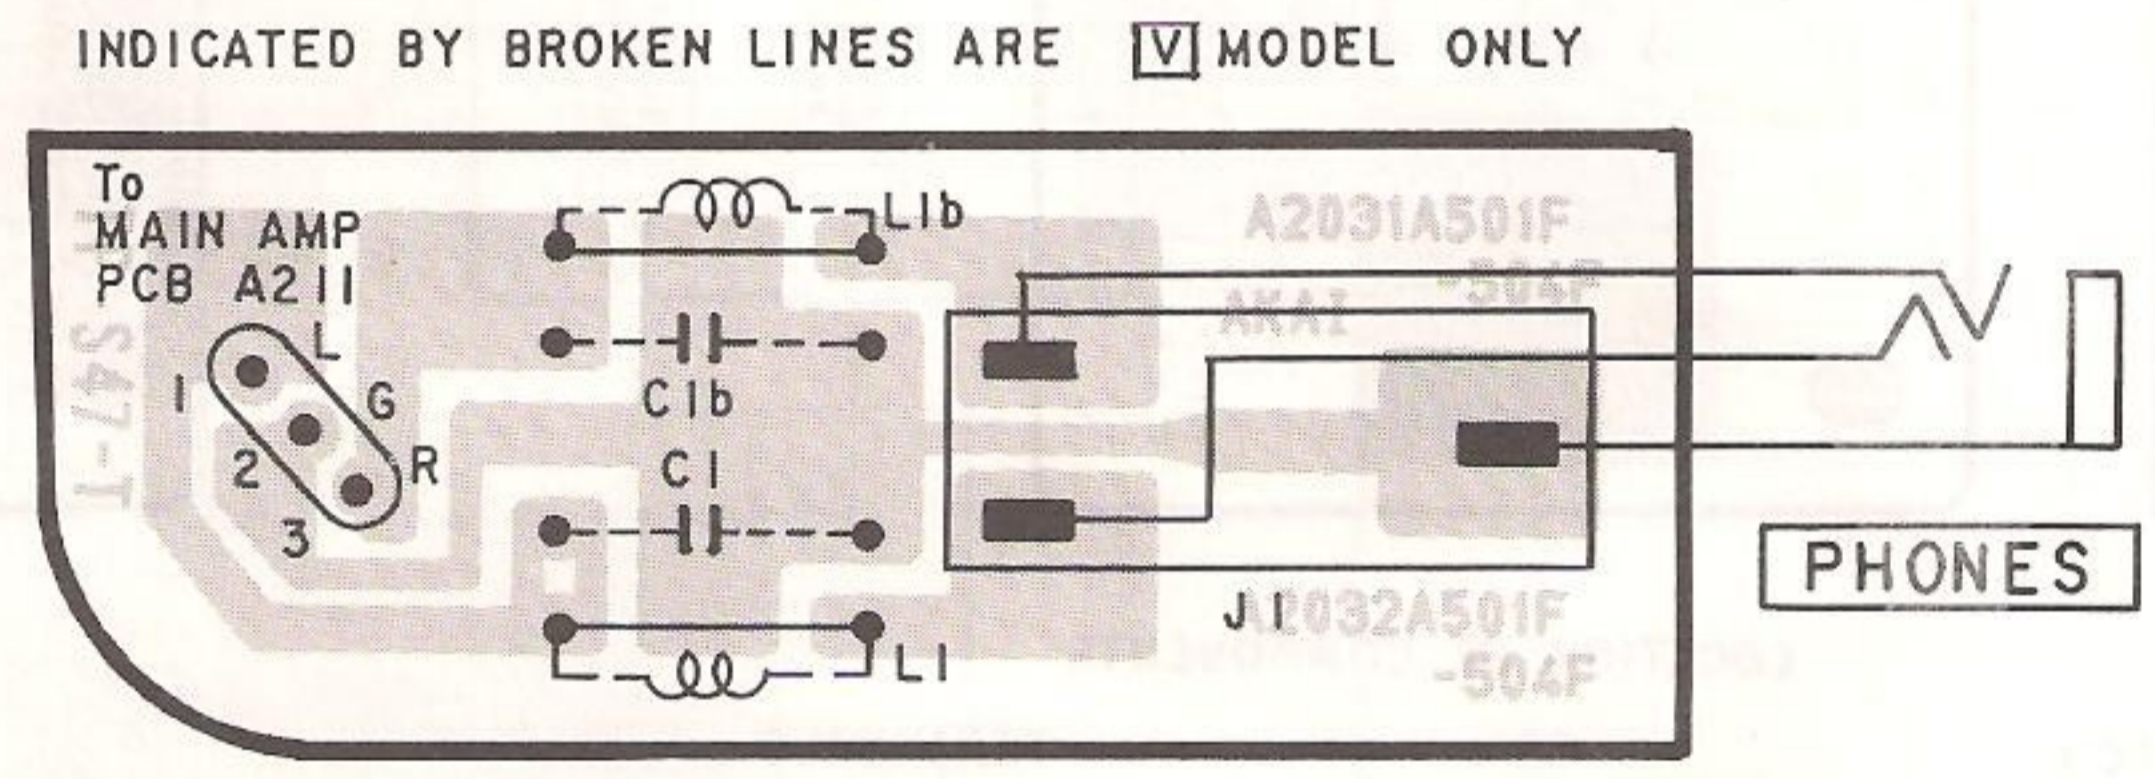 INDICATED BY BROKEN LINES ARE V MODEL ONLY
To
MAIN AMP
PCB A211
L1b
A2031A501F
-504F
AKAI
L
1
G
C1b
2
R
C1
3
S47-T
PHONES
J1
A2032A501F
-504F
L1